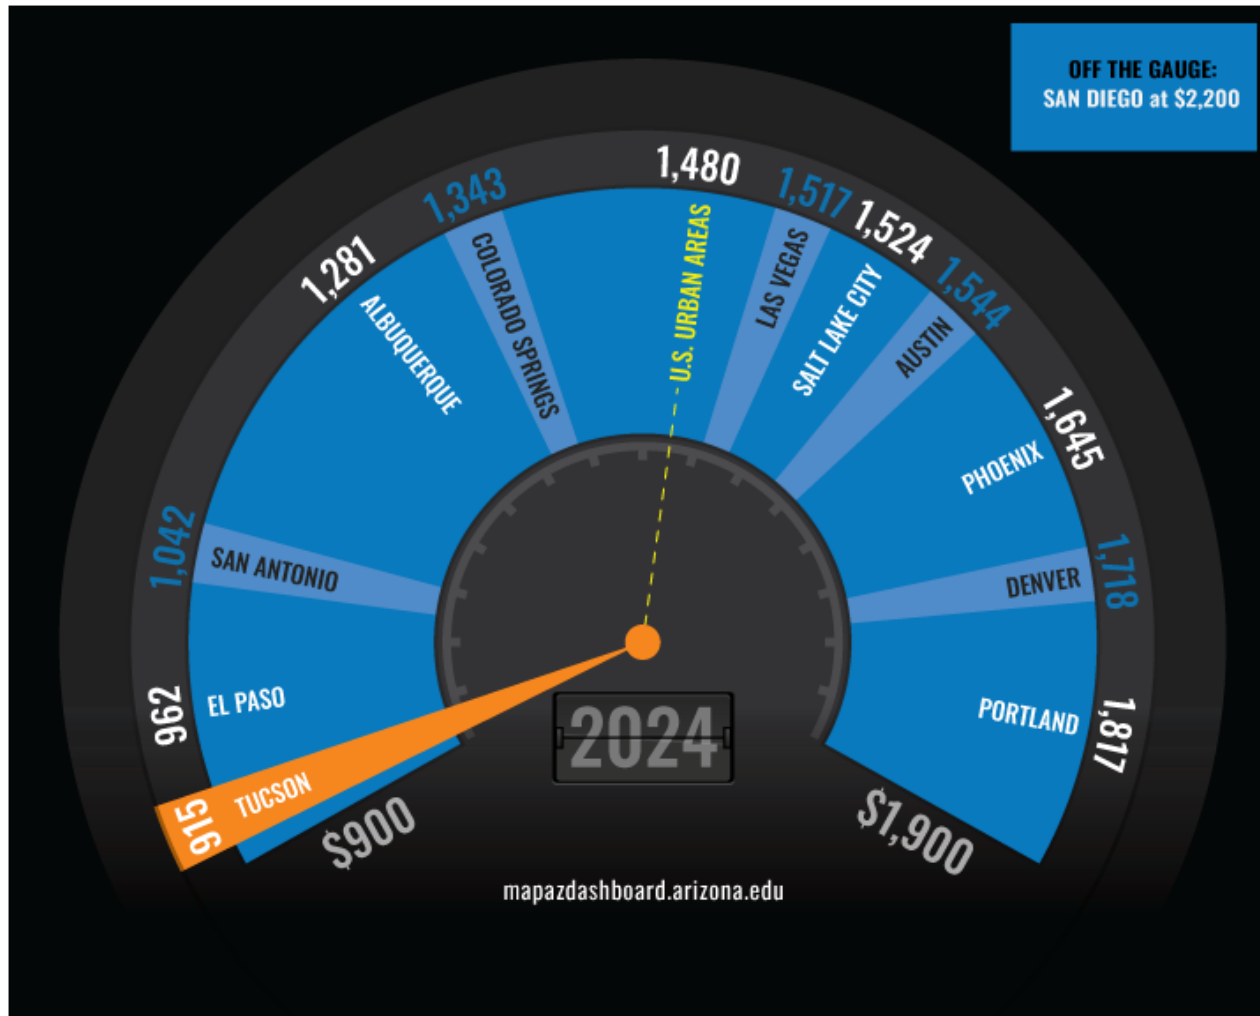 OFF THE GAUGE:
SAN DIEGO at $2,200
915
TUCSON
962
EL PASO
1,042
SAN ANTONIO
1,281
ALBUQUERQUE
1,343
COLORADO SPRINGS
1,480
U.S. URBAN AREAS
1,517
LAS VEGAS
1,524
SALT LAKE CITY
1,544
AUSTIN
1,645
PHOENIX
1,718
DENVER
1,817
PORTLAND
2024
$900
$1,900
mapazdashboard.arizona.edu